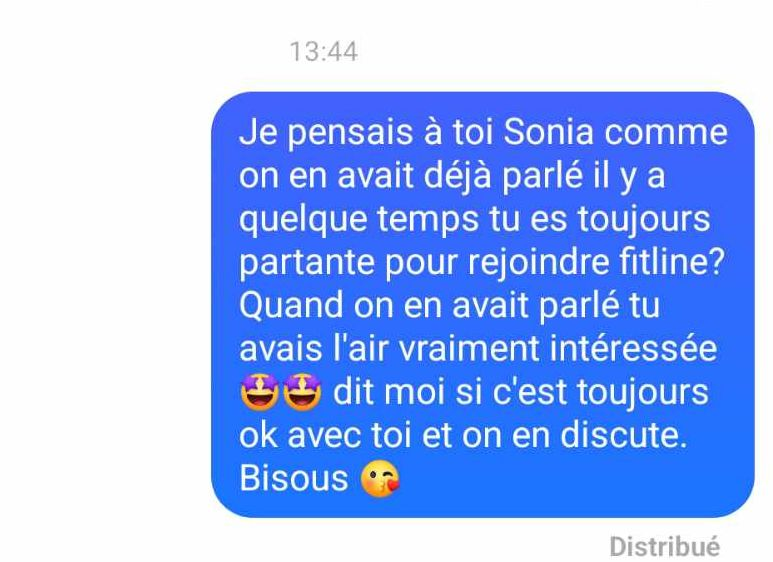 13:44
Je pensais à toi Sonia comme
on en avait déjà parlé il y a
quelque temps tu es toujours
partante pour rejoindre fitline?
Quand on en avait parlé tu
avais l'air vraiment intéressée
🤩🤩 dit moi si c'est toujours
ok avec toi et on en discute.
Bisous 😘
Distribué